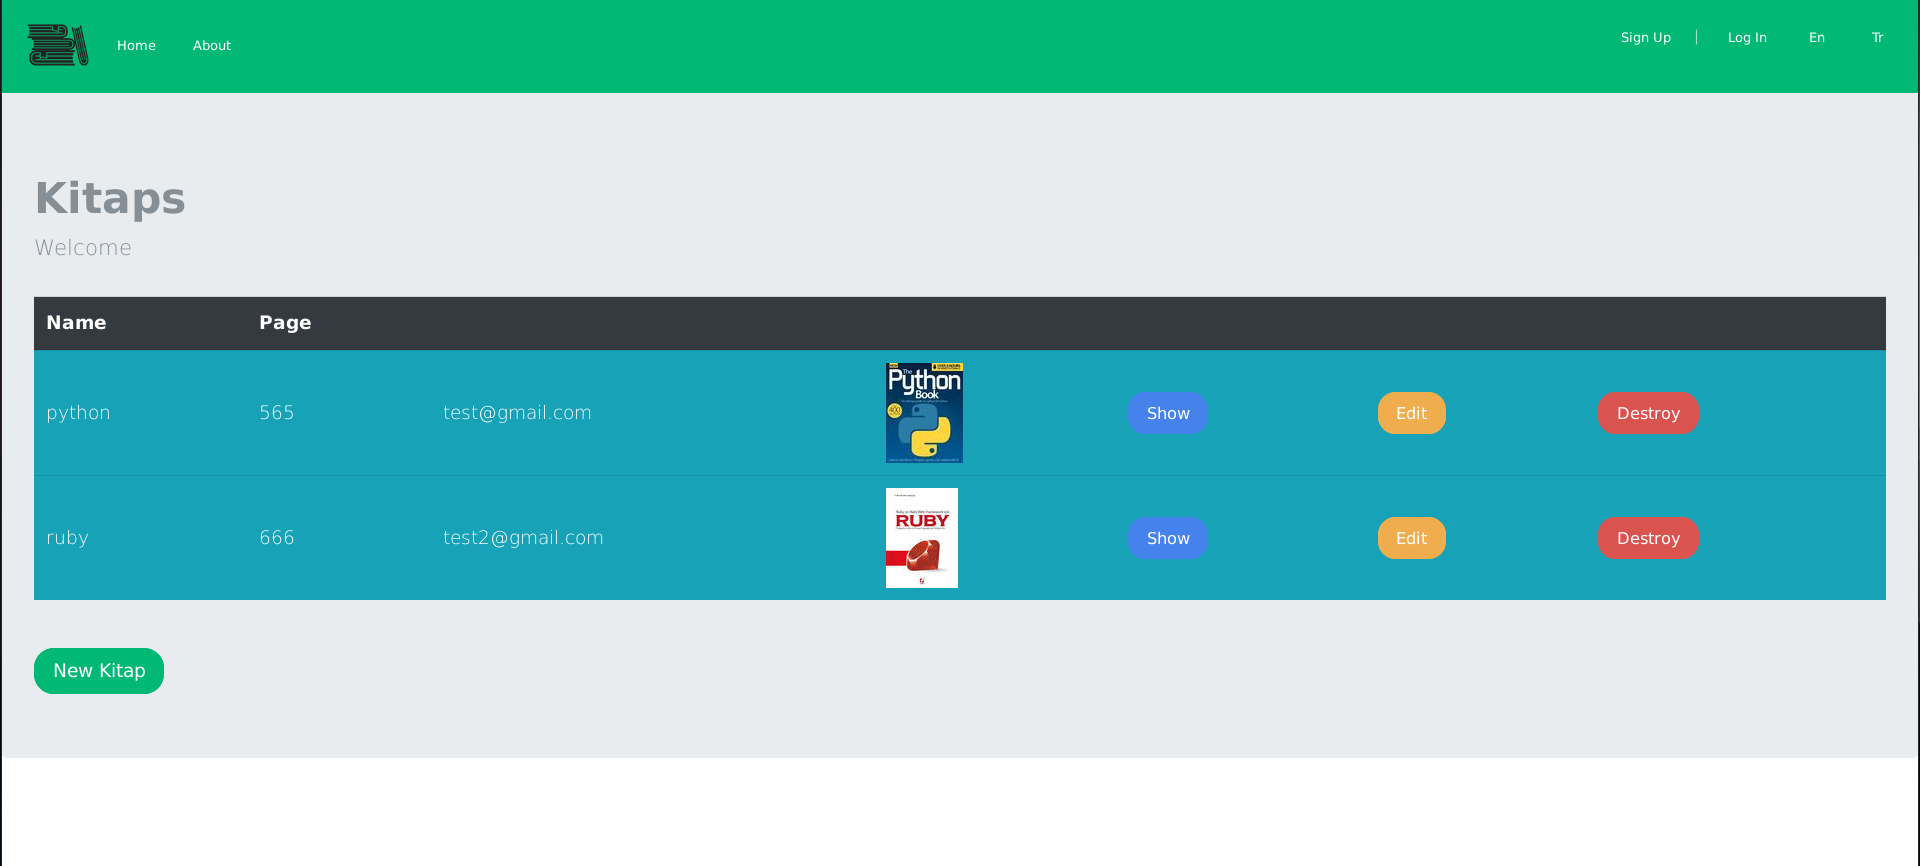 Home About Sign Up | Log In En Tr
Kitaps
Welcome
Name Page
python 565 test@gmail.com Show Edit Destroy
The
Python
Book
ruby 666 test2@gmail.com Show Edit Destroy
RUBY
New Kitap